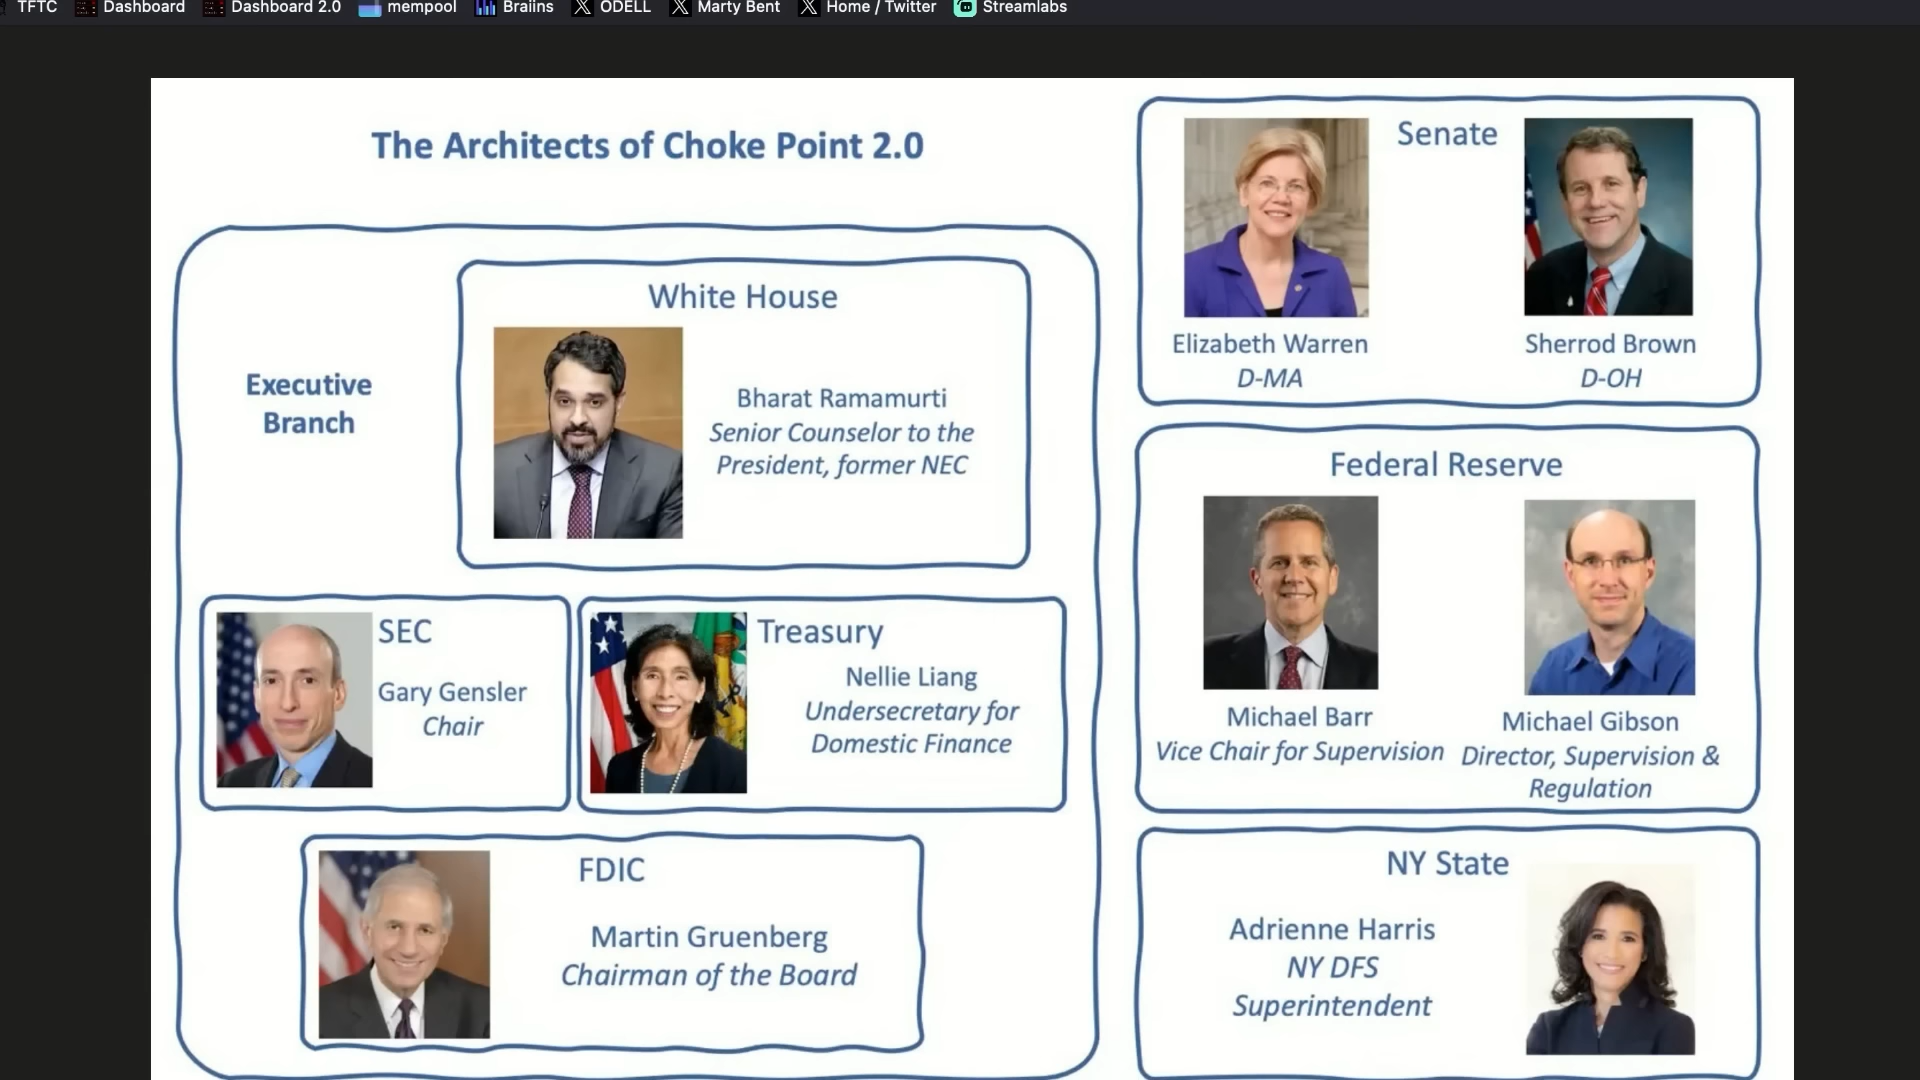 TFTC Dashboard Dashboard 2.0 mempool Braiins ODELL Marty Bent Home / Twitter Streamlabs
The Architects of Choke Point 2.0
Executive
Branch
White House
Bharat Ramamurti
Senior Counselor to the
President, former NEC
SEC
Gary Gensler
Chair
Treasury
Nellie Liang
Undersecretary for
Domestic Finance
FDIC
Martin Gruenberg
Chairman of the Board
Senate
Elizabeth Warren
D-MA
Sherrod Brown
D-OH
Federal Reserve
Michael Barr
Vice Chair for Supervision
Michael Gibson
Director, Supervision &
Regulation
NY State
Adrienne Harris
NY DFS
Superintendent